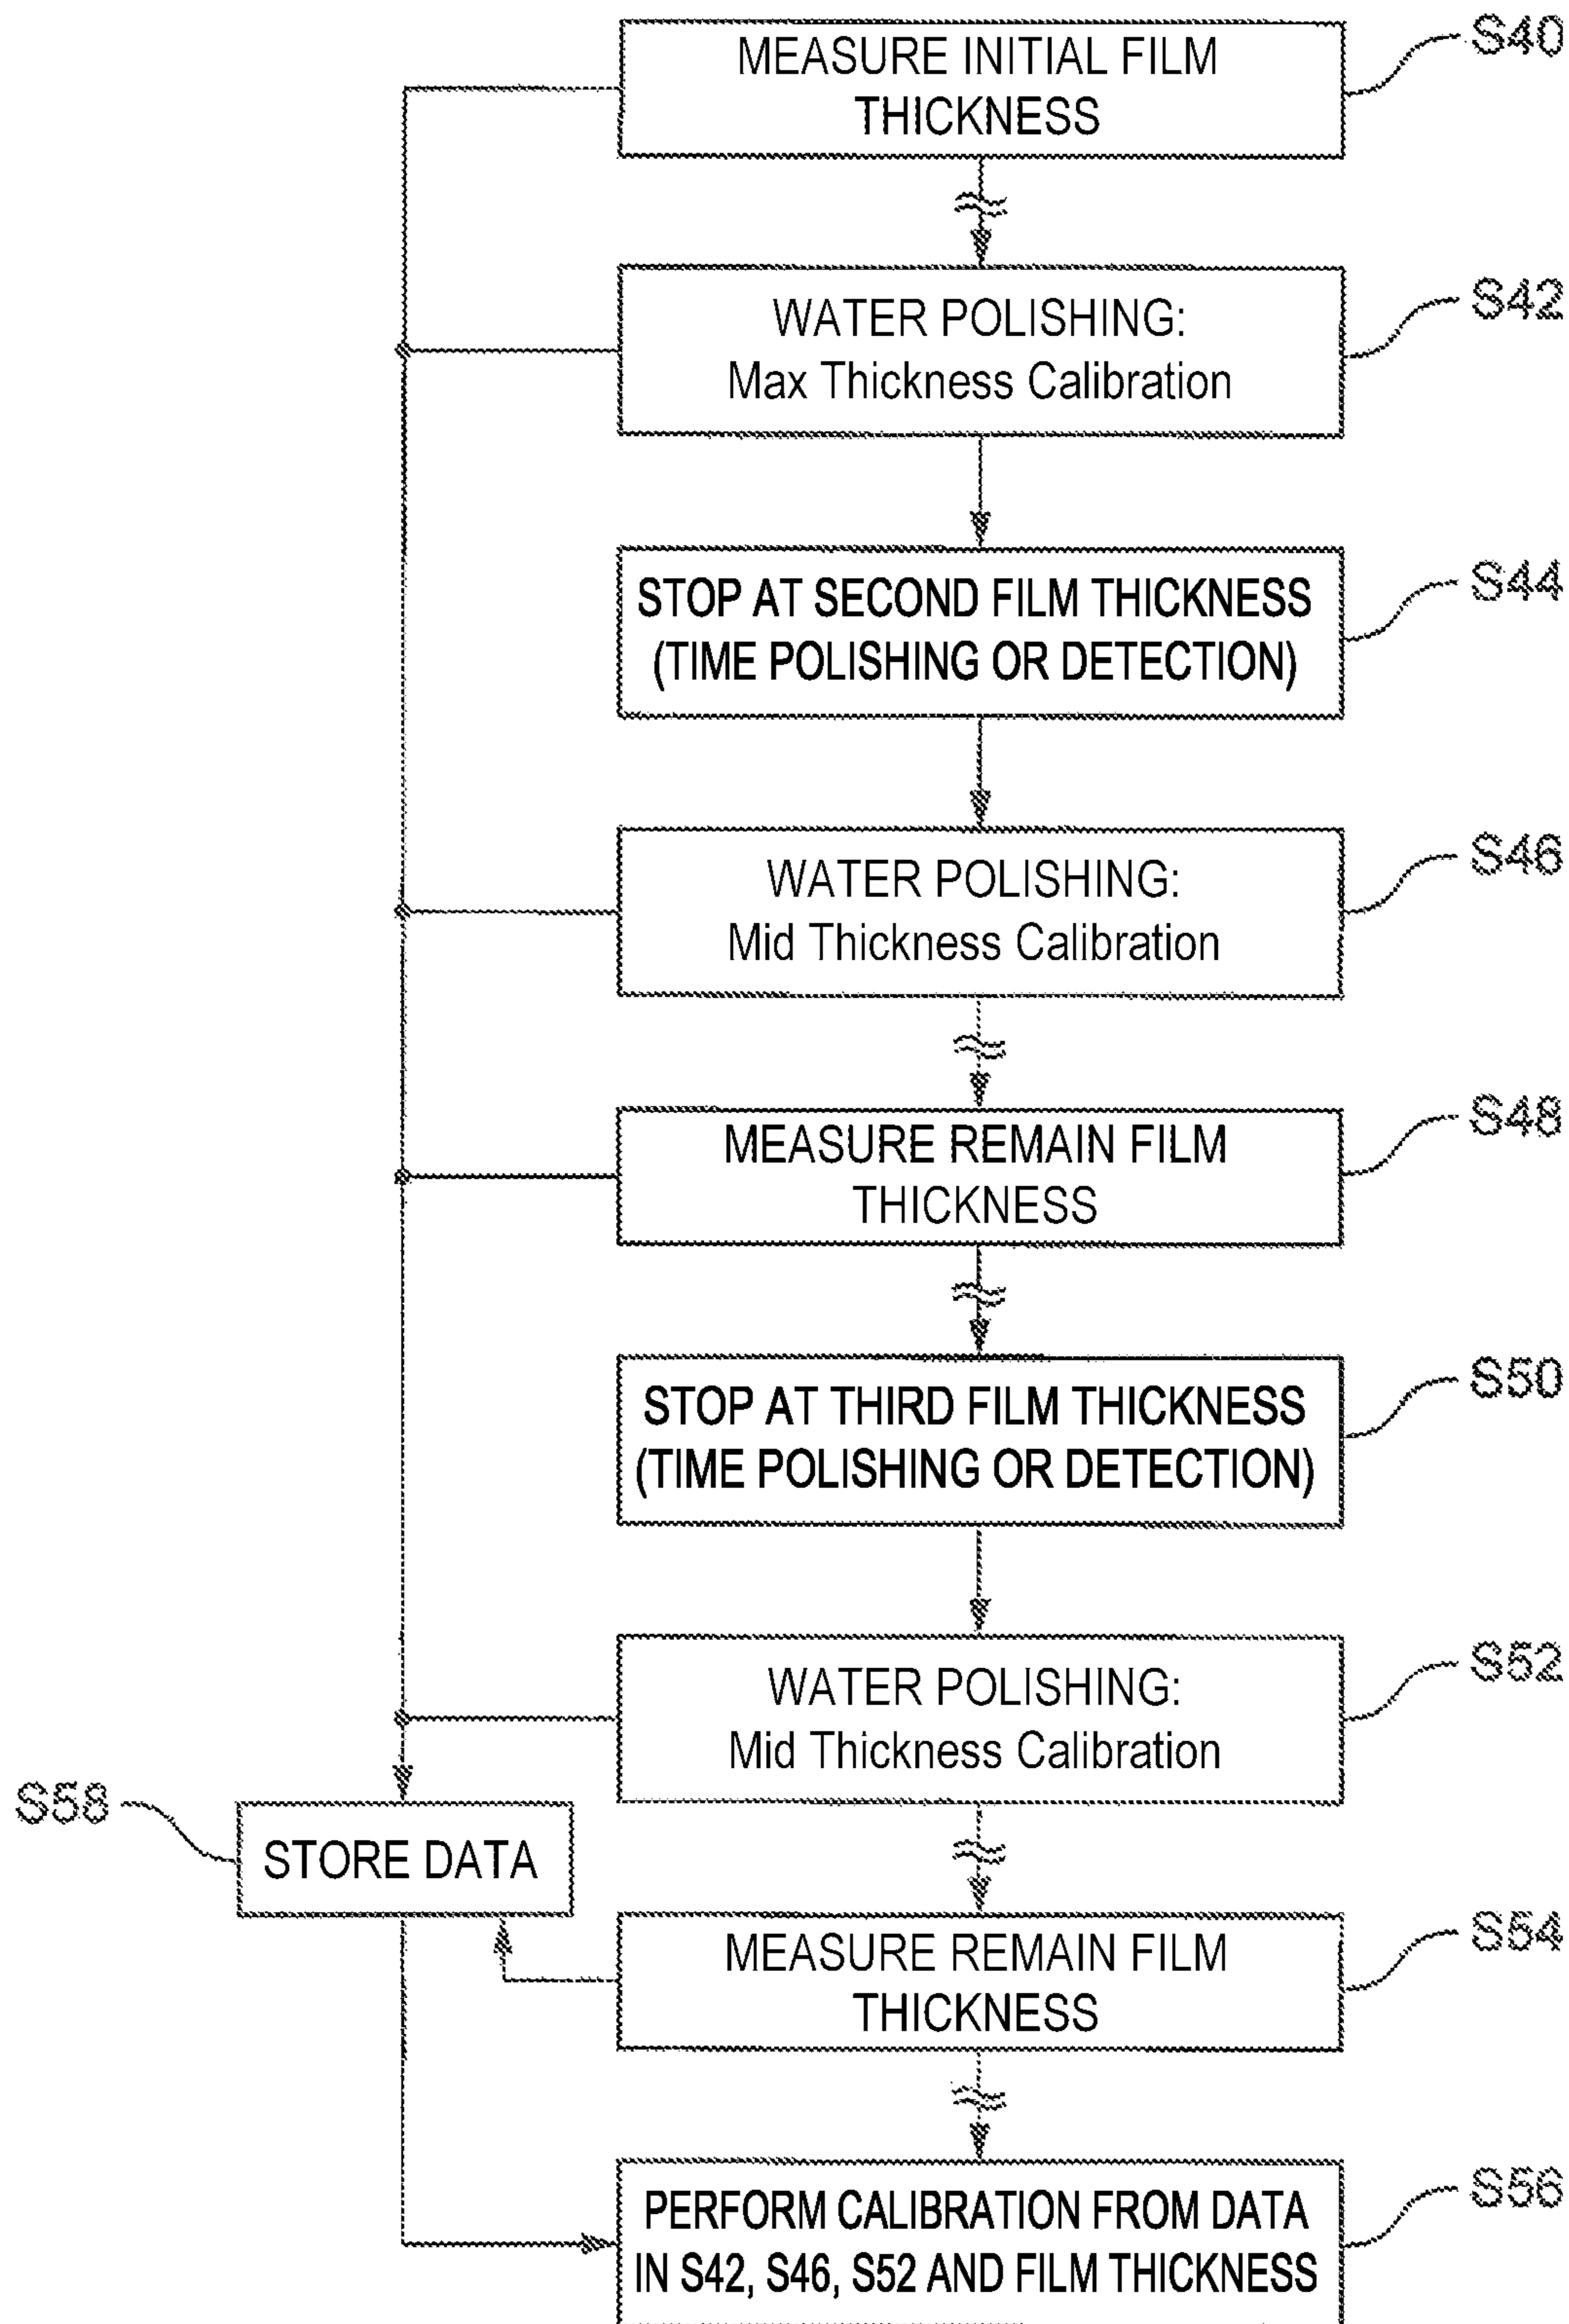 MEASURE INITIAL FILM
THICKNESS
S40
WATER POLISHING:
Max Thickness Calibration
S42
STOP AT SECOND FILM THICKNESS
(TIME POLISHING OR DETECTION)
S44
WATER POLISHING:
Mid Thickness Calibration
S46
MEASURE REMAIN FILM
THICKNESS
S48
STOP AT THIRD FILM THICKNESS
(TIME POLISHING OR DETECTION)
S50
WATER POLISHING:
Mid Thickness Calibration
S52
S58
STORE DATA
MEASURE REMAIN FILM
THICKNESS
S54
PERFORM CALIBRATION FROM DATA
IN S42, S46, S52 AND FILM THICKNESS
S56